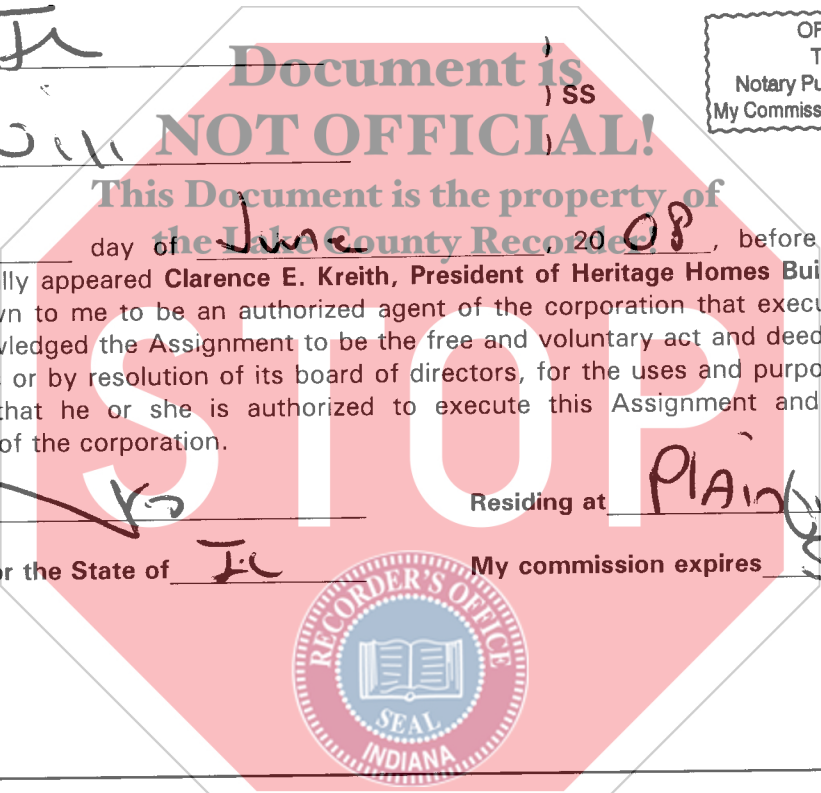 IL
OF
Document is
T
) SS
Notary Pu
Will
NOT OFFICIAL!
)
My Commiss
This Document is the property of
the Lake County Recorder!
day of June, 20 08, before
lly appeared Clarence E. Kreith, President of Heritage Homes Bui
n to me to be an authorized agent of the corporation that execu
wledged the Assignment to be the free and voluntary act and deed
or by resolution of its board of directors, for the uses and purpo
that he or she is authorized to execute this Assignment and
of the corporation.
STOP
Residing at
r the State of IL
My commission expires
RECORDER'S OFFICE
SEAL
INDIANA